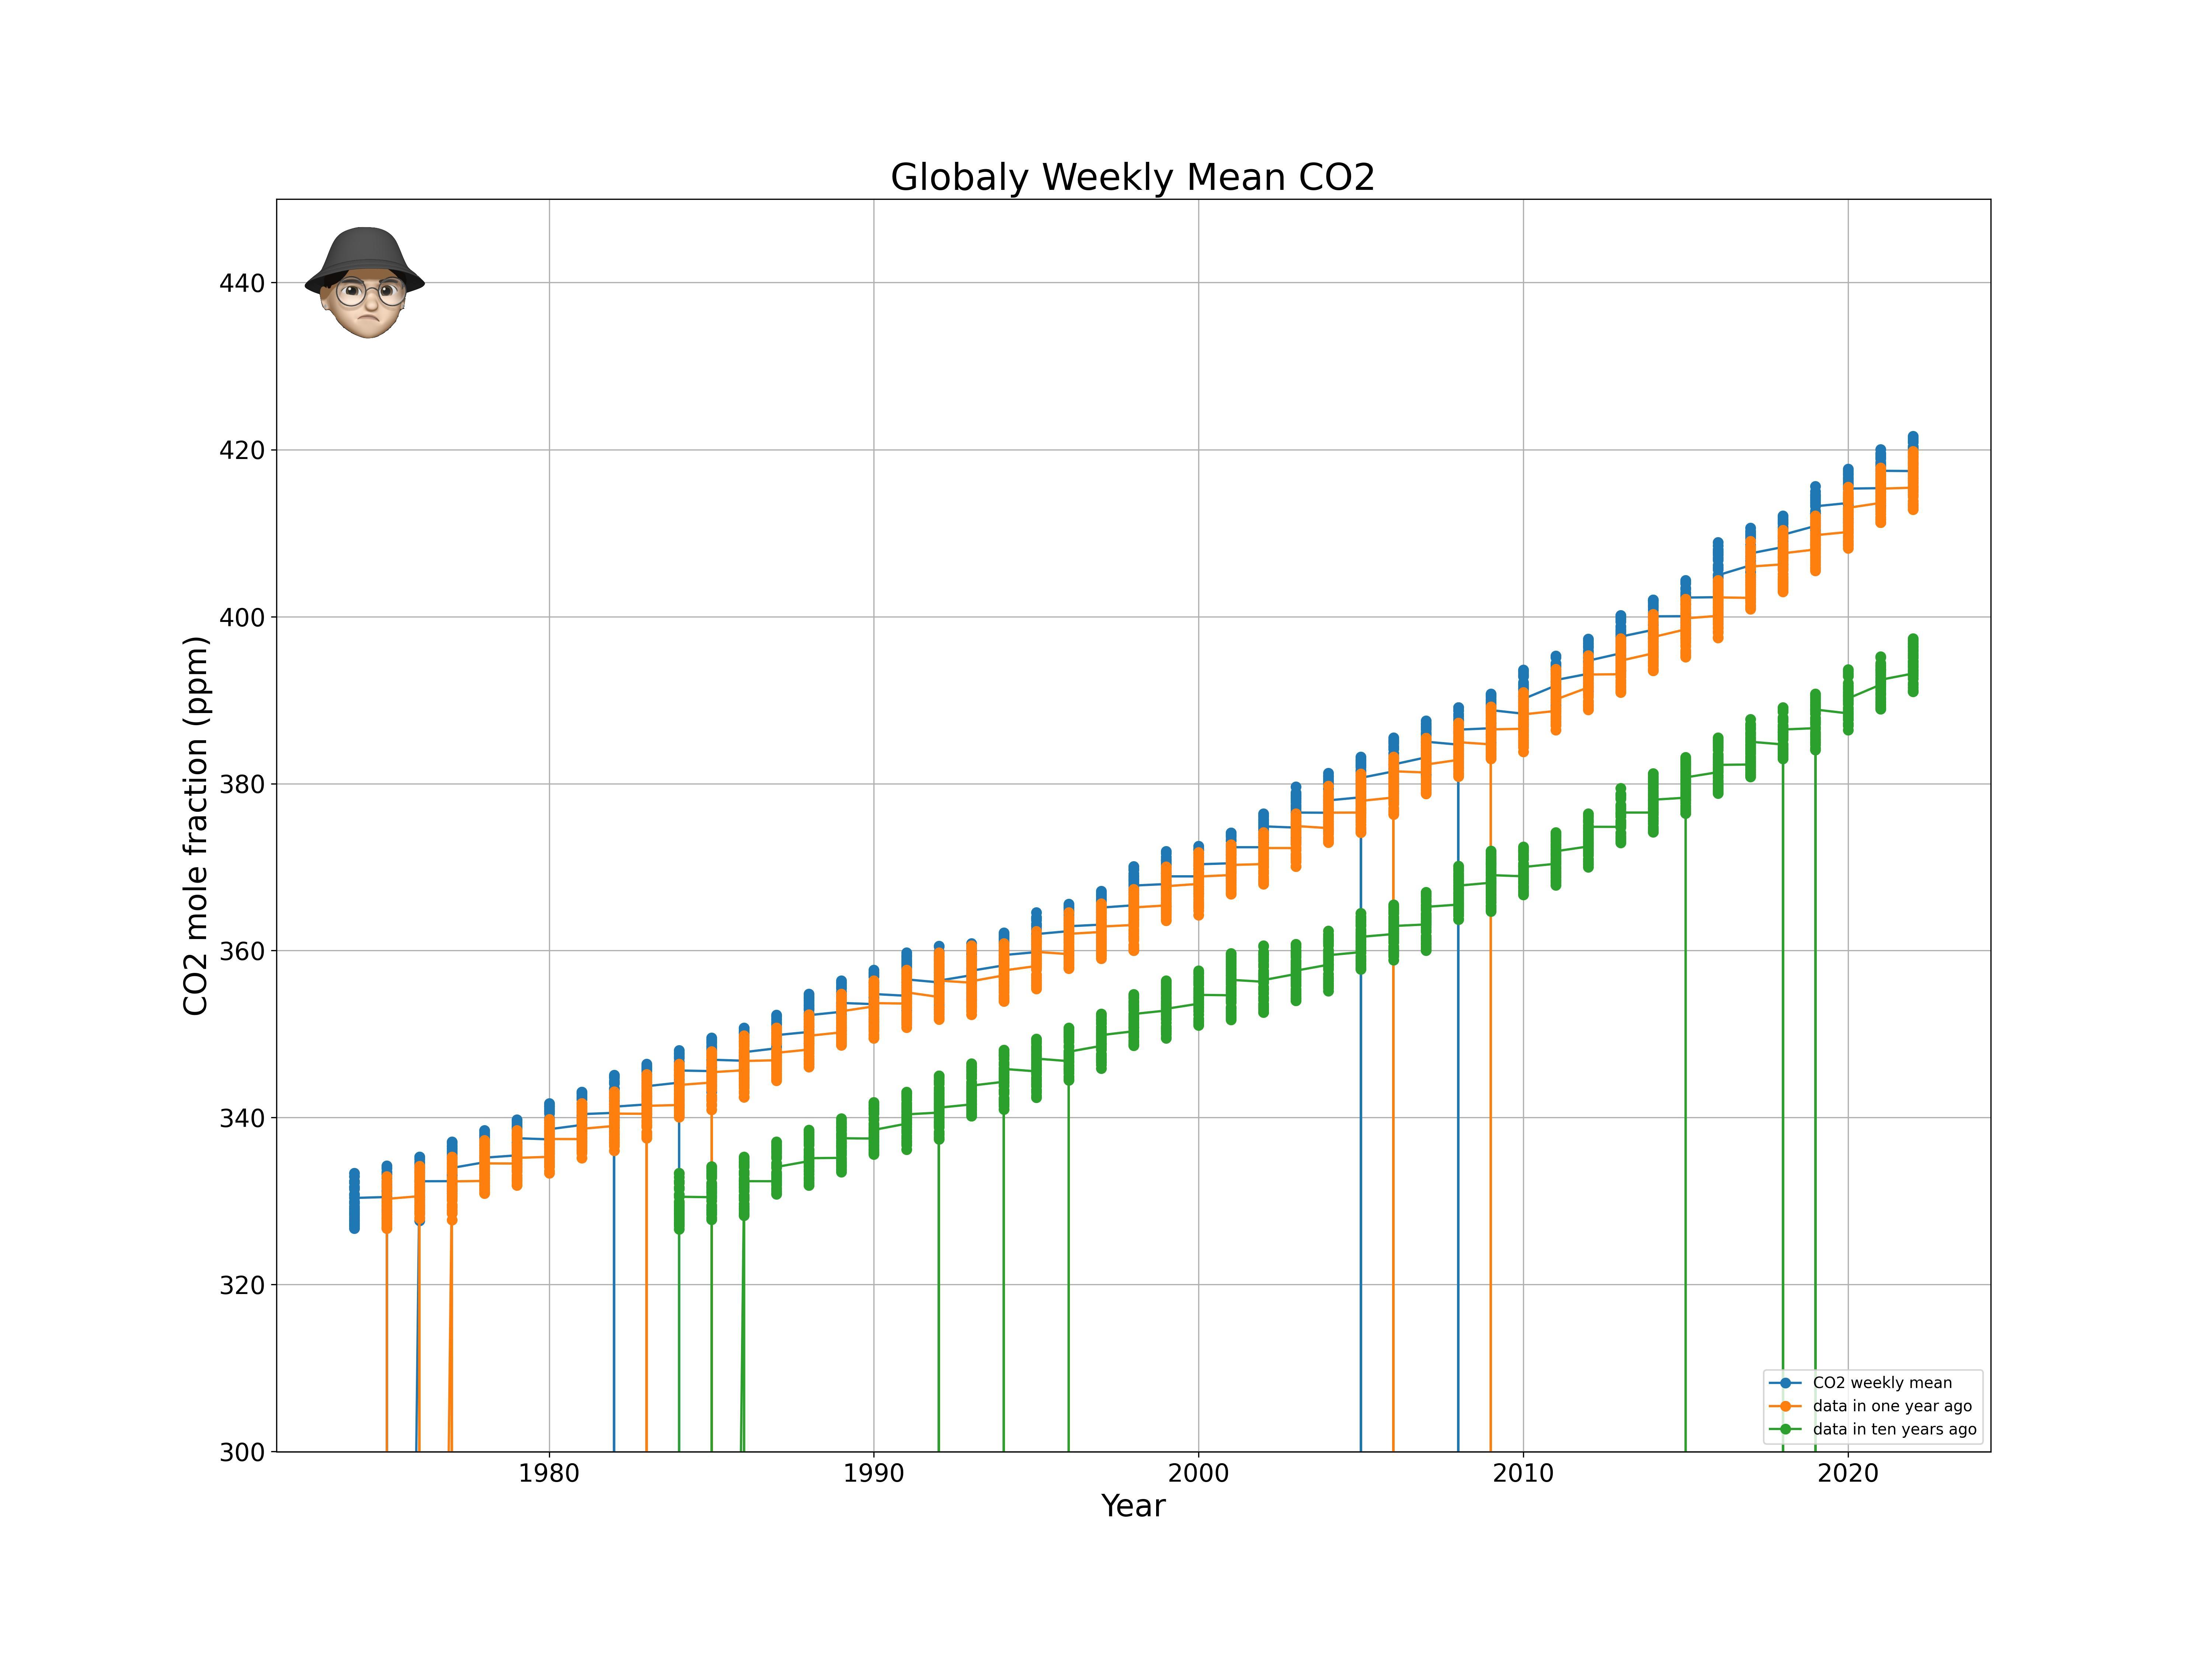 Globaly Weekly Mean CO2
440
420
400
380
360
340
320
300
CO2 mole fraction (ppm)
1980 1990 2000 2010 2020
Year
CO2 weekly mean
data in one year ago
data in ten years ago